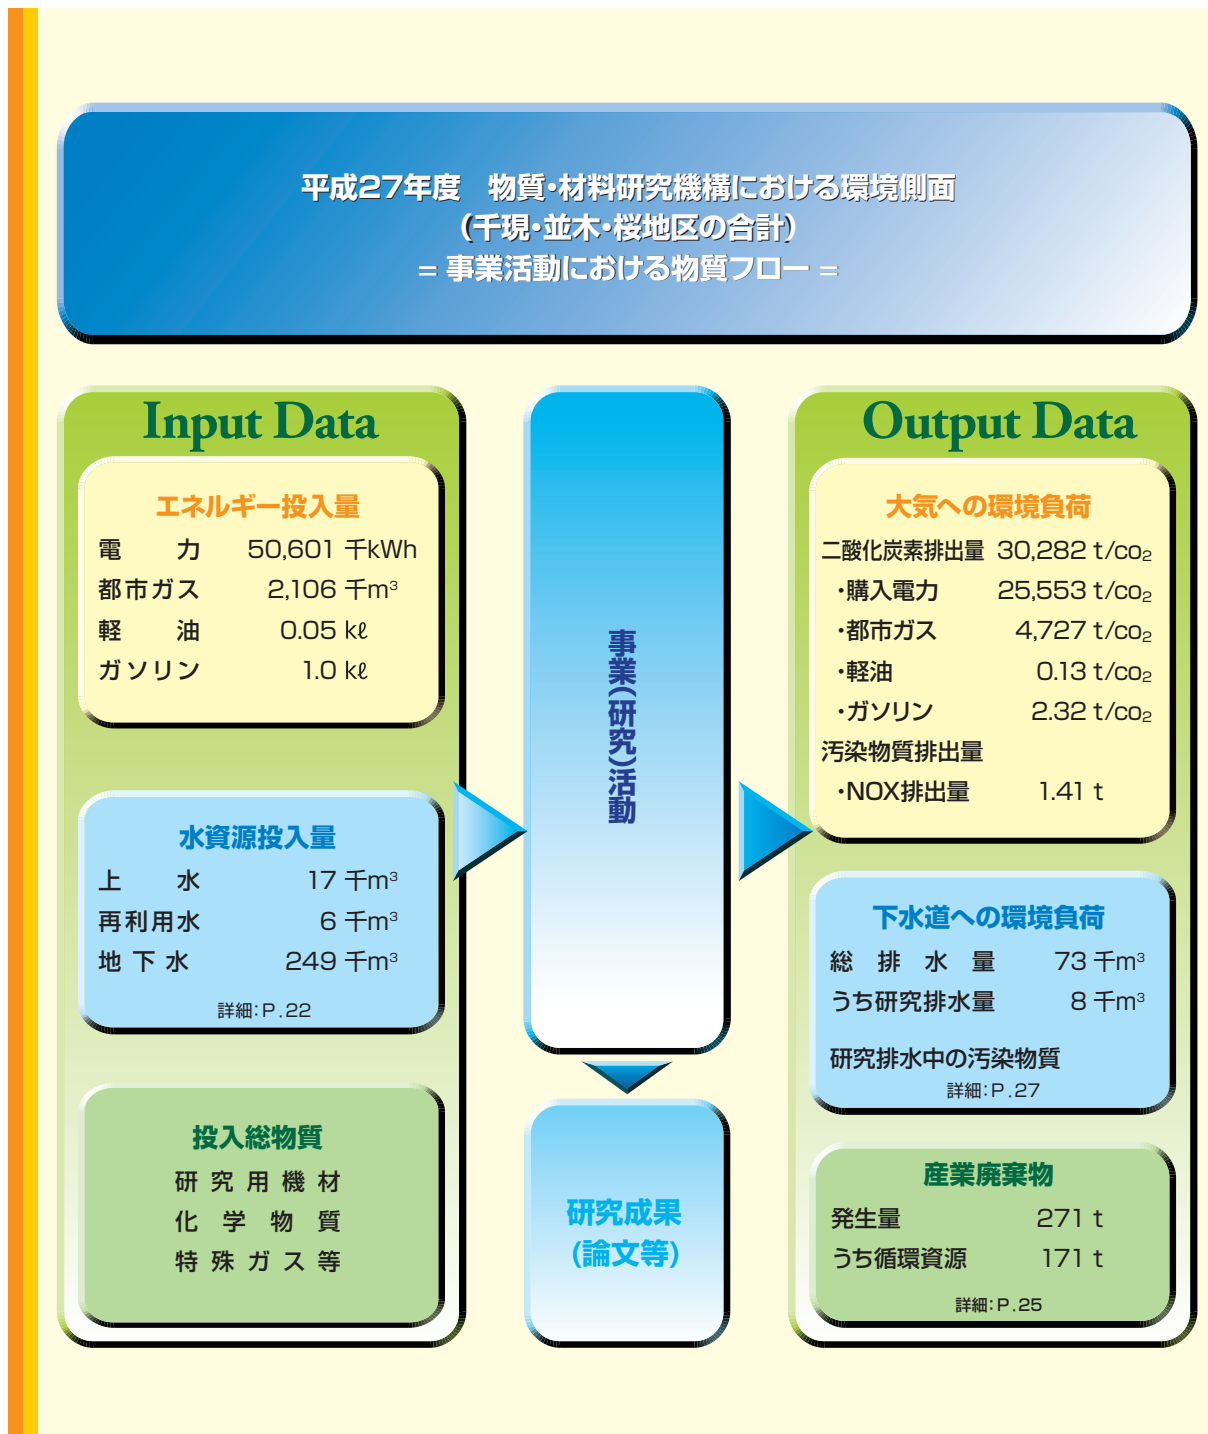 平成27年度　物質・材料研究機構における環境側面
（千現・並木・桜地区の合計）
= 事業活動における物質フロー =
Input Data
エネルギー投入量
電力 50,601 千kWh
都市ガス 2,106 千m³
軽油 0.05 kℓ
ガソリン 1.0 kℓ
水資源投入量
上水 17 千m³
再利用水 6 千m³
地下水 249 千m³
詳細：P.22
投入総物質
研究用機材
化学物質
特殊ガス等
事業(研究)活動
研究成果
(論文等)
Output Data
大気への環境負荷
二酸化炭素排出量 30,282 t/co₂
・購入電力 25,553 t/co₂
・都市ガス 4,727 t/co₂
・軽油 0.13 t/co₂
・ガソリン 2.32 t/co₂
汚染物質排出量
・NOX排出量 1.41 t
下水道への環境負荷
総排水量 73 千m³
うち研究排水量 8 千m³
研究排水中の汚染物質
詳細：P.27
産業廃棄物
発生量 271 t
うち循環資源 171 t
詳細：P.25